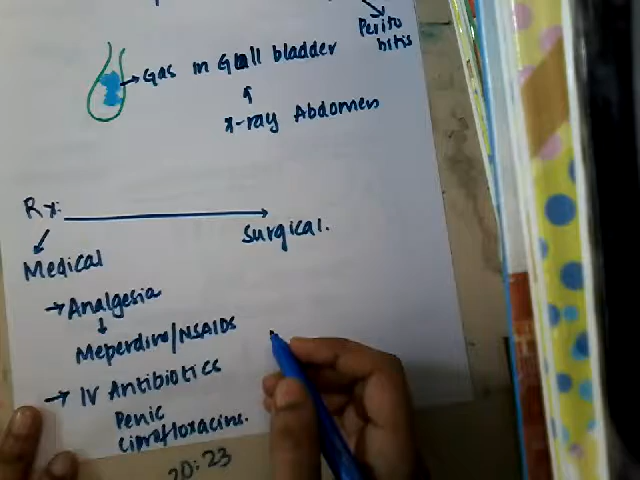 Perito
nitis
Gas in Gall bladder
x-ray Abdomen
Rx:
Surgical.
Medical
→ Analgesia
Meperdine/NSAIDS
→ IV Antibiotics
Penic
Ciprofloxacins.
20:23